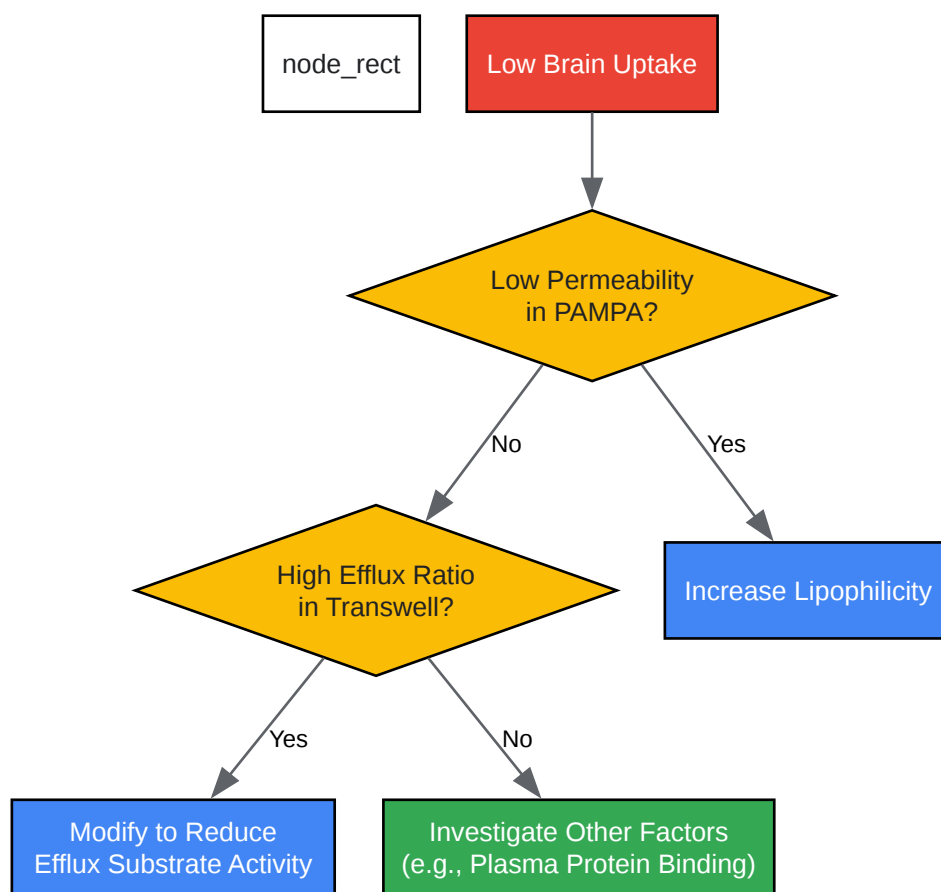 node_rect
Low Brain Uptake
Low Permeability
in PAMPA?
No
Yes
High Efflux Ratio
in Transwell?
Increase Lipophilicity
Yes
No
Modify to Reduce
Efflux Substrate Activity
Investigate Other Factors
(e.g., Plasma Protein Binding)